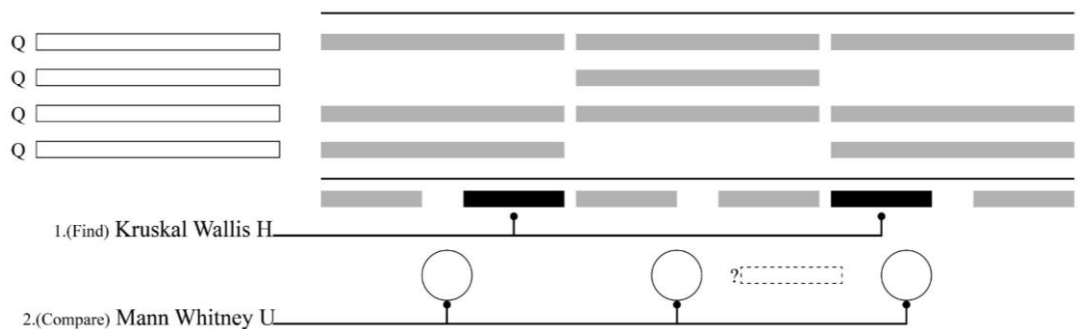 Q
Q
Q
Q
1.(Find) Kruskal Wallis H
?
2.(Compare) Mann Whitney U